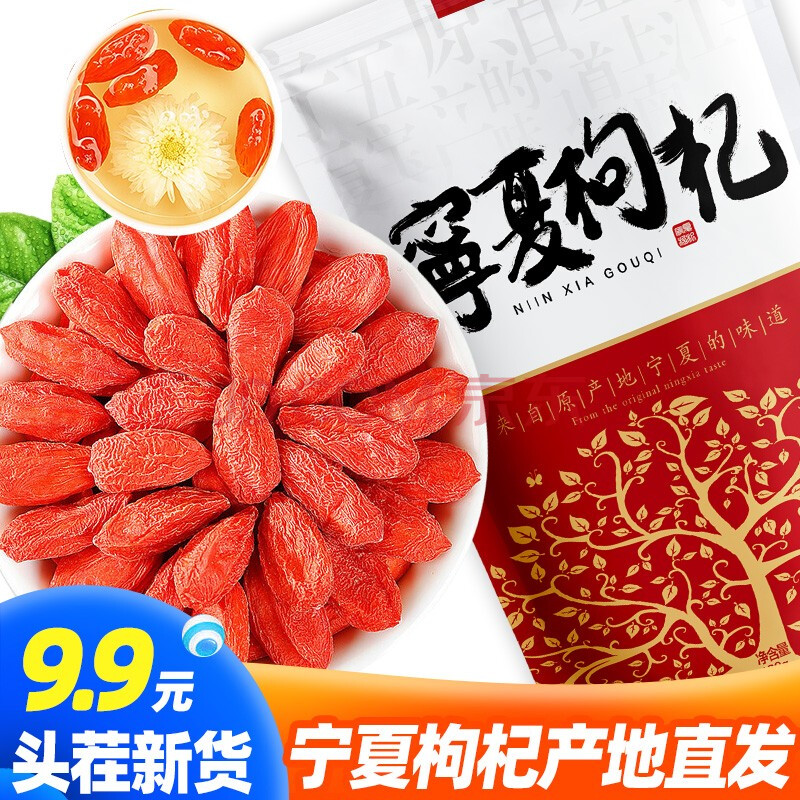 寧夏枸杞
NIIN XIA GOUQI
来自原产地宁夏的味道
From the original ningxia taste
净含量
9.9元
头茬新货
宁夏枸杞产地直发